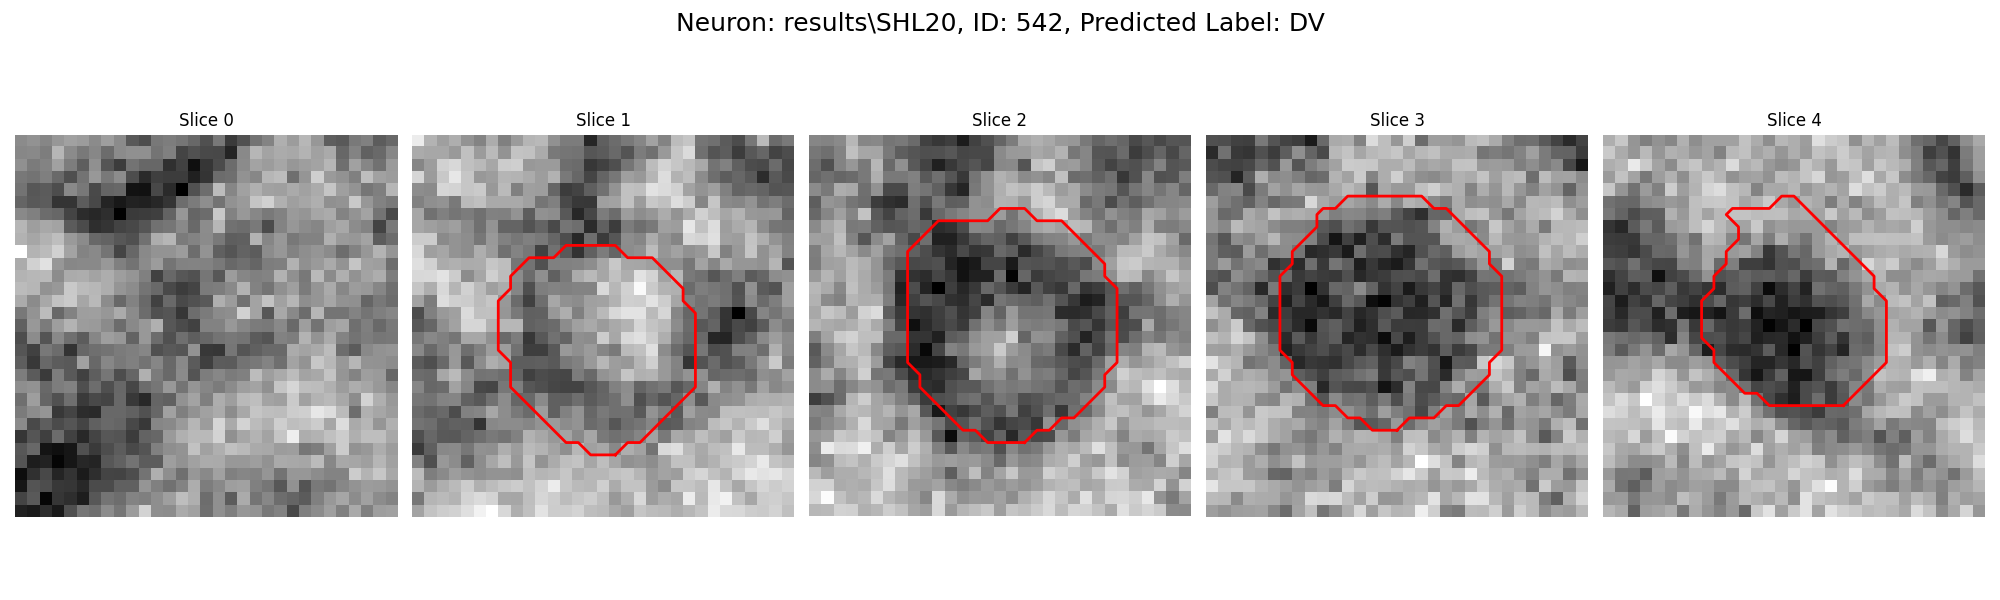 Neuron: results\SHL20, ID: 542, Predicted Label: DV
Slice 0
Slice 1
Slice 2
Slice 3
Slice 4